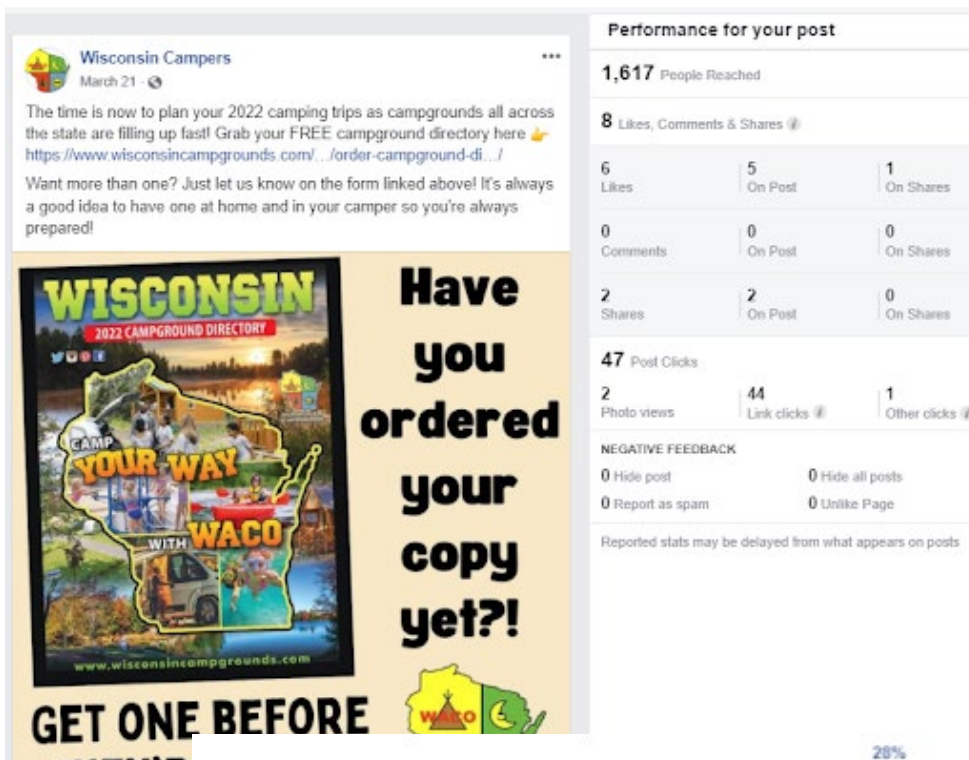 Wisconsin Campers
March 21
The time is now to plan your 2022 camping trips as campgrounds all across
the state are filling up fast! Grab your FREE campground directory here
https://www.wisconsincampgrounds.com/.../order-campground-di.../
Want more than one? Just let us know on the form linked above! It's always
a good idea to have one at home and in your camper so you're always
prepared!
WISCONSIN
2022 CAMPGROUND DIRECTORY
CAMP
YOUR WAY
WITH WACO
www.wisconsincampgrounds.com
Have
you
ordered
your
copy
yet?!
WACO
GET ONE BEFORE
Performance for your post
1,617 People Reached
8 Likes, Comments & Shares
6 5 1
Likes On Post On Shares
0 0 0
Comments On Post On Shares
2 2 0
Shares On Post On Shares
47 Post Clicks
2 44 1
Photo views Link clicks Other clicks
NEGATIVE FEEDBACK
0 Hide post 0 Hide all posts
0 Report as spam 0 Unlike Page
Reported stats may be delayed from what appears on posts
28%